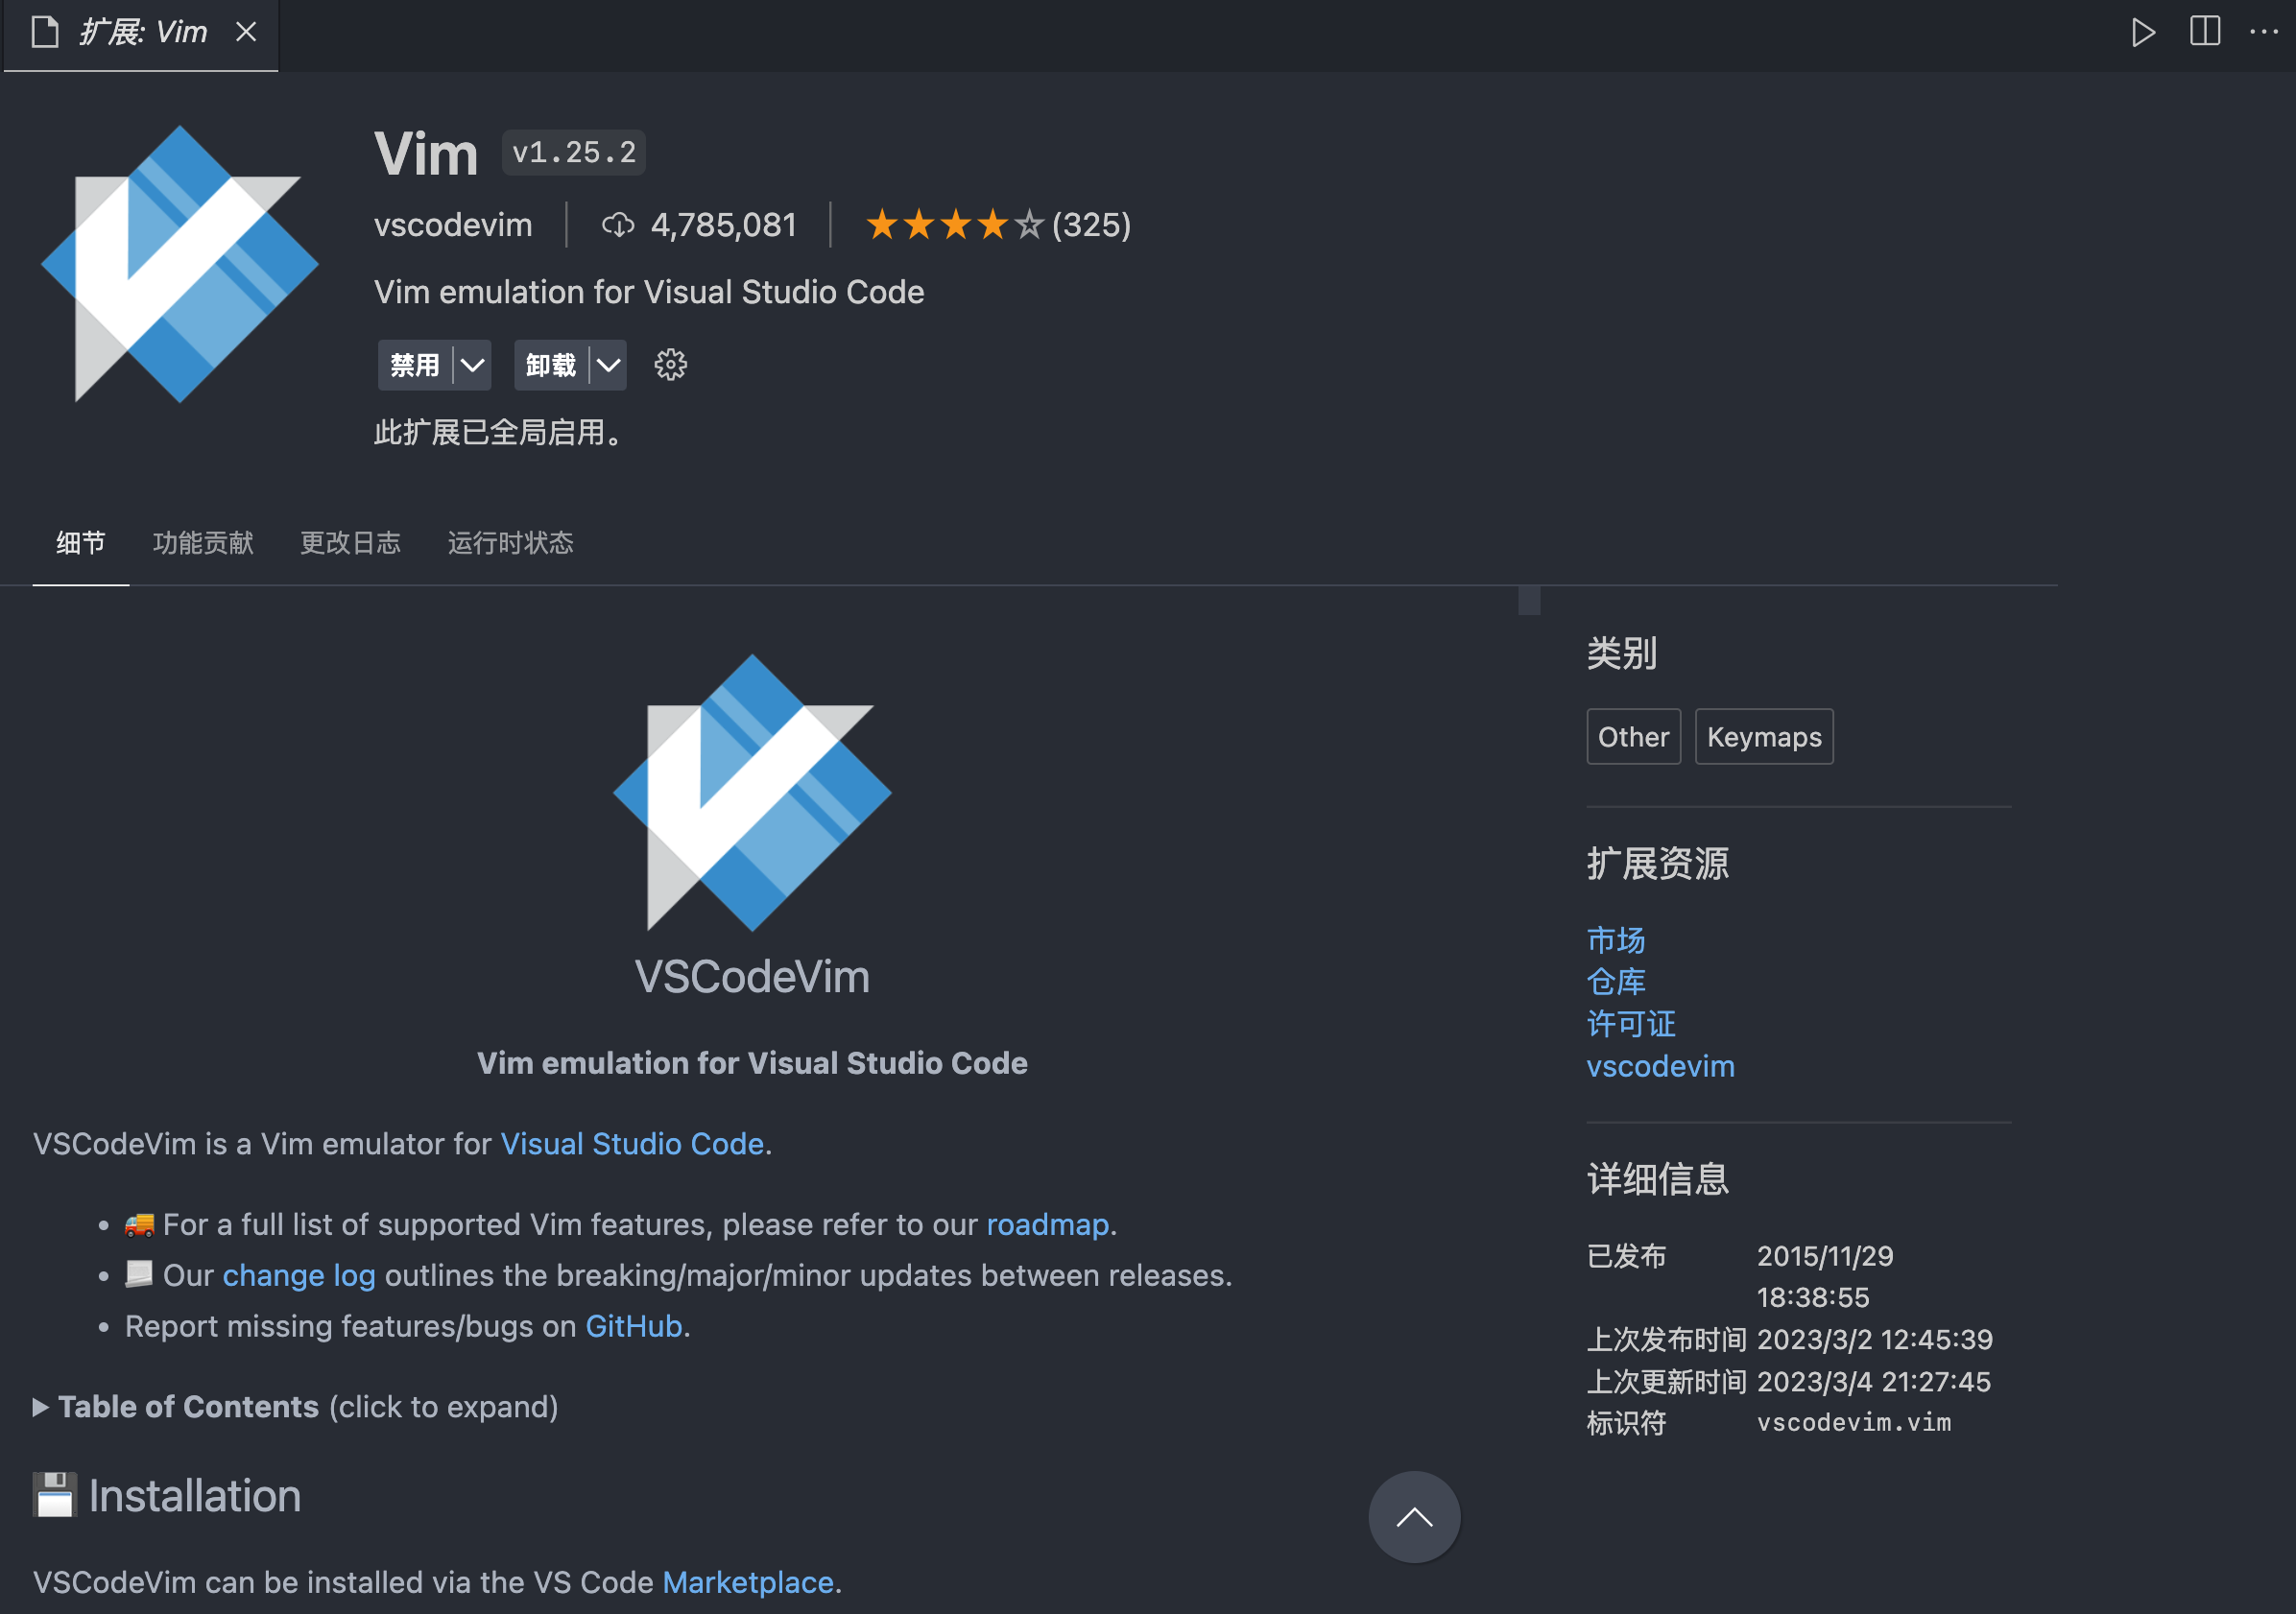 扩展: Vim
Vim v1.25.2
vscodevim 4,785,081 (325)
Vim emulation for Visual Studio Code
禁用 卸载
此扩展已全局启用。
细节 功能贡献 更改日志 运行时状态
VSCodeVim
Vim emulation for Visual Studio Code
VSCodeVim is a Vim emulator for Visual Studio Code.
• 🚚 For a full list of supported Vim features, please refer to our roadmap.
• 📃 Our change log outlines the breaking/major/minor updates between releases.
• Report missing features/bugs on GitHub.
▶ Table of Contents (click to expand)
💾 Installation
VSCodeVim can be installed via the VS Code Marketplace.
类别
Other Keymaps
扩展资源
市场
仓库
许可证
vscodevim
详细信息
已发布 2015/11/29
18:38:55
上次发布时间 2023/3/2 12:45:39
上次更新时间 2023/3/4 21:27:45
标识符 vscodevim.vim